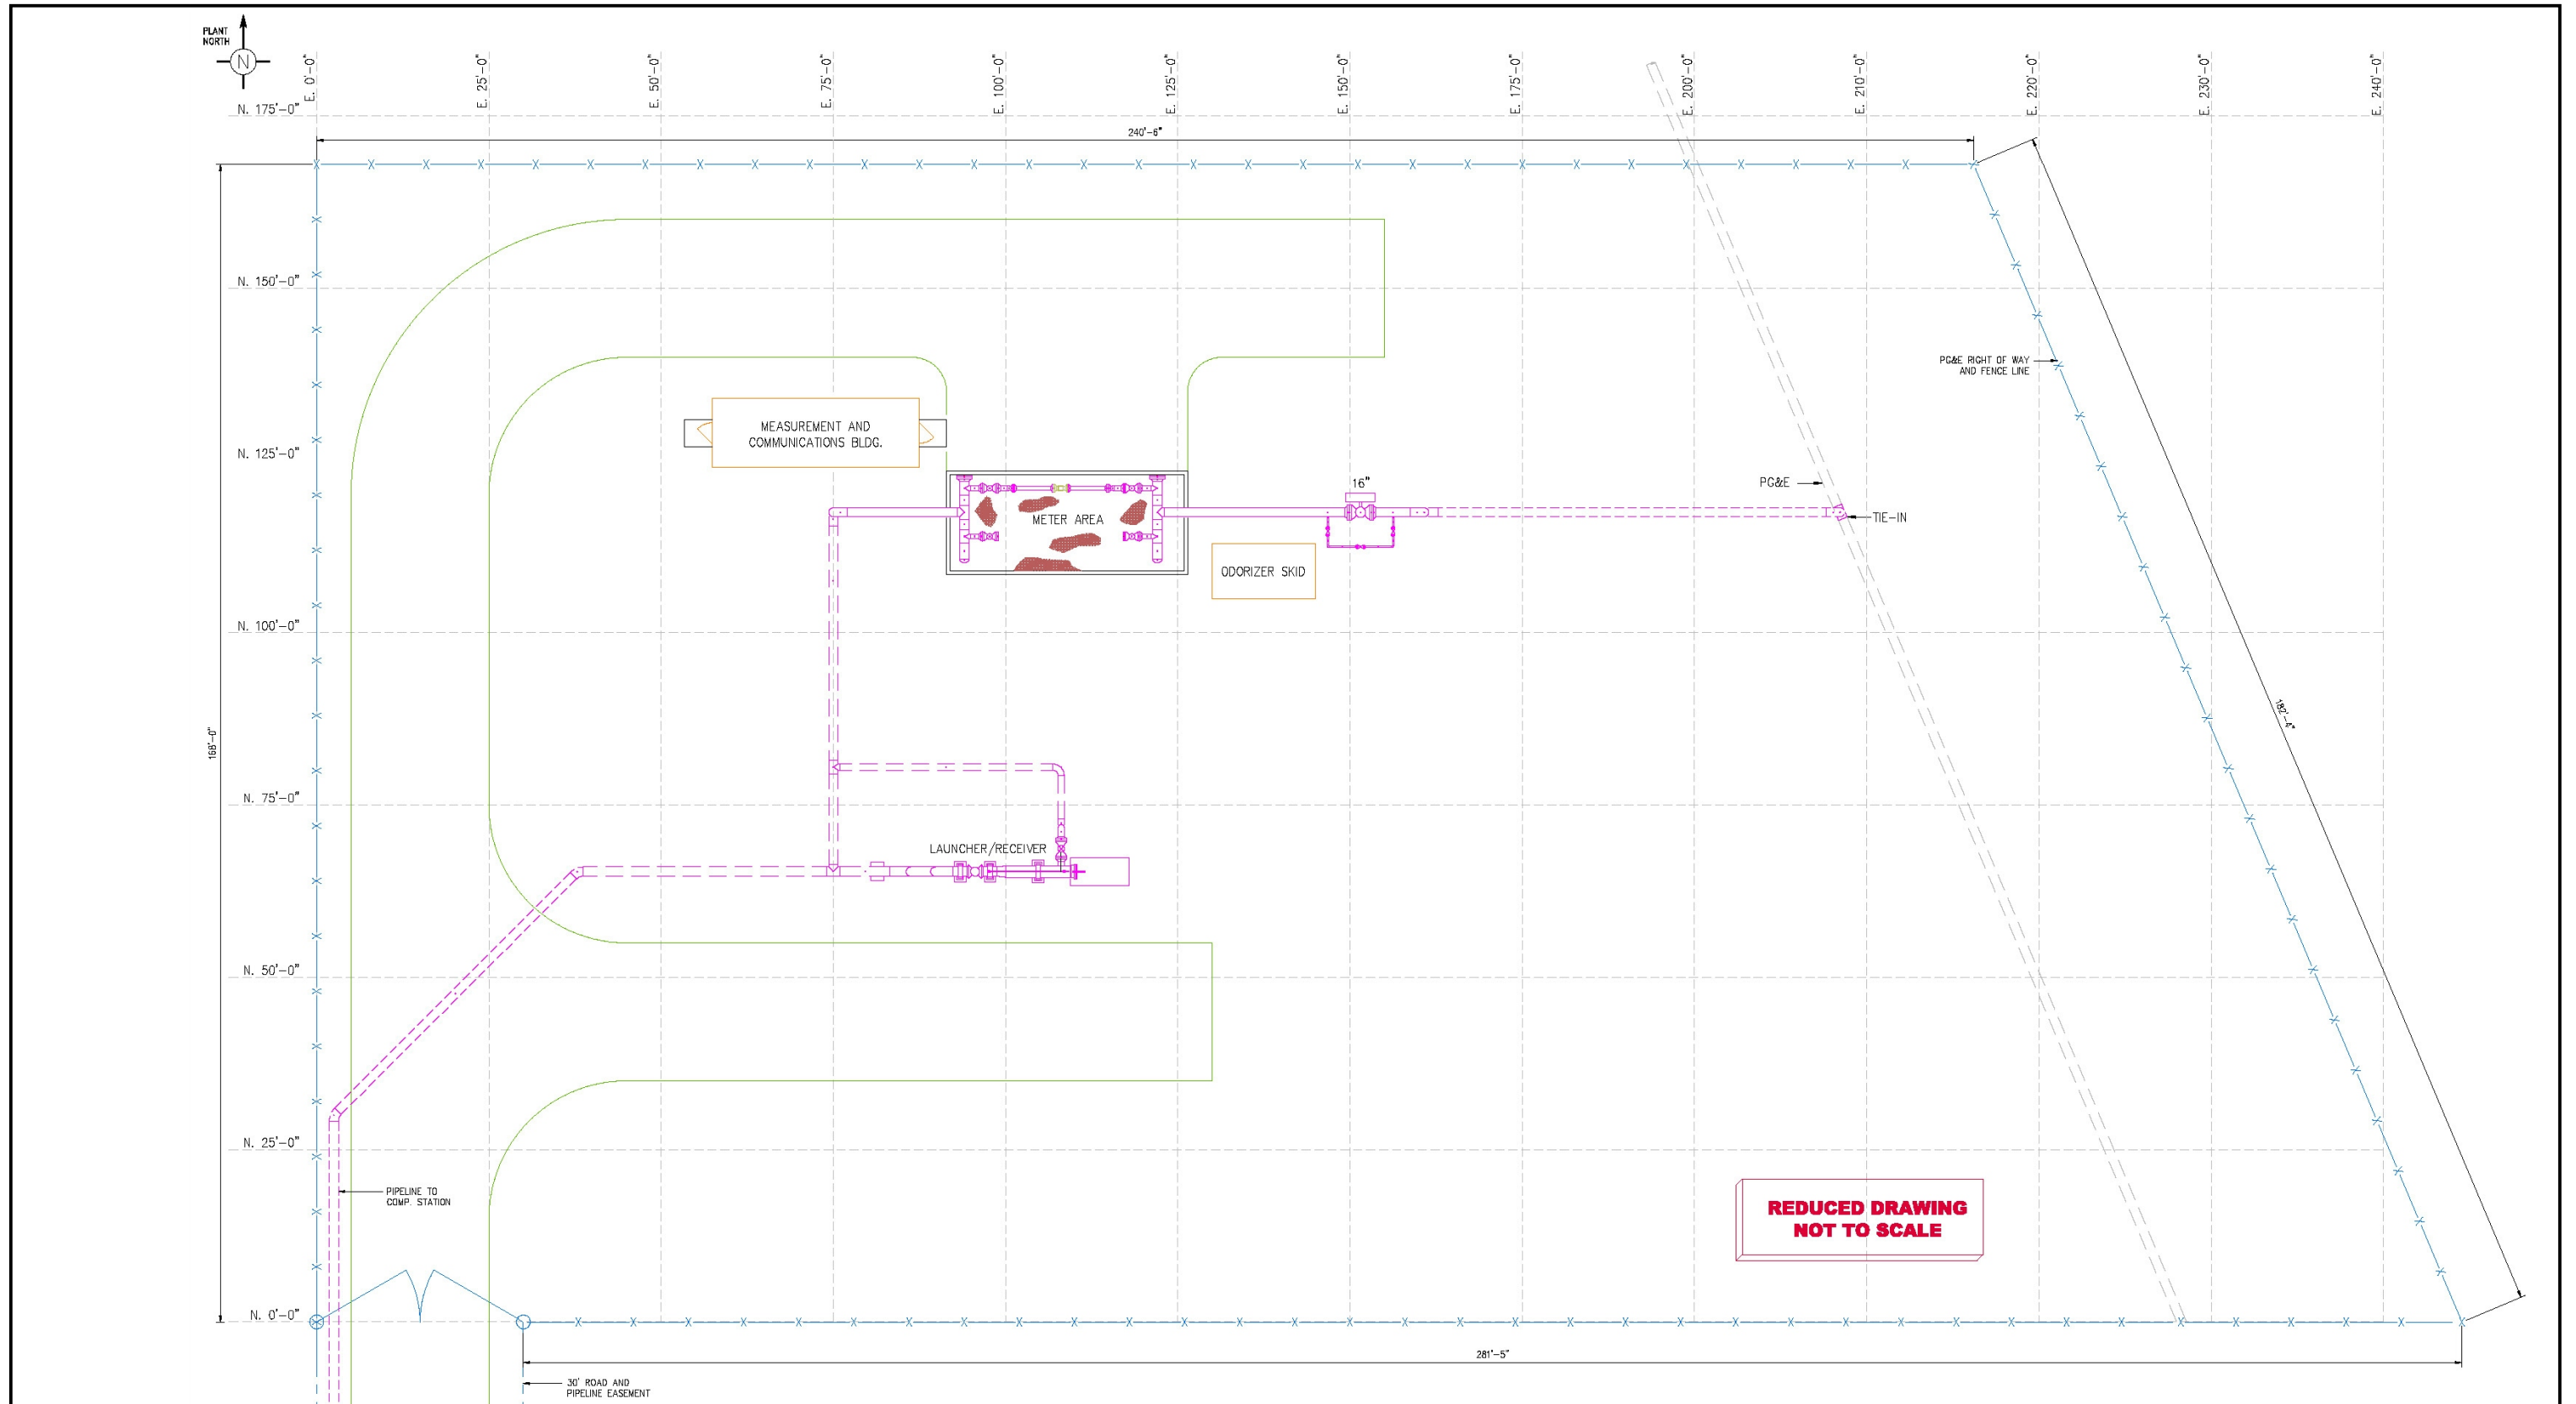 PLANT
NORTH
N
E. 0'-0"
E. 25'-0"
E. 50'-0"
E. 75'-0"
E. 100'-0"
E. 125'-0"
E. 150'-0"
E. 175'-0"
E. 200'-0"
E. 210'-0"
E. 220'-0"
E. 230'-0"
E. 240'-0"
N. 175'-0"
240'-6"
N. 150'-0"
PG&E RIGHT OF WAY
AND FENCE LINE
MEASUREMENT AND
COMMUNICATIONS BLDG.
N. 125'-0"
16"
PG&E
METER AREA
TIE-IN
ODORIZER SKID
N. 100'-0"
168'-0"
182'-4"
N. 75'-0"
LAUNCHER/RECEIVER
N. 50'-0"
N. 25'-0"
PIPELINE TO
COMP. STATION
REDUCED DRAWING
NOT TO SCALE
N. 0'-0"
281'-5"
30' ROAD AND
PIPELINE EASEMENT